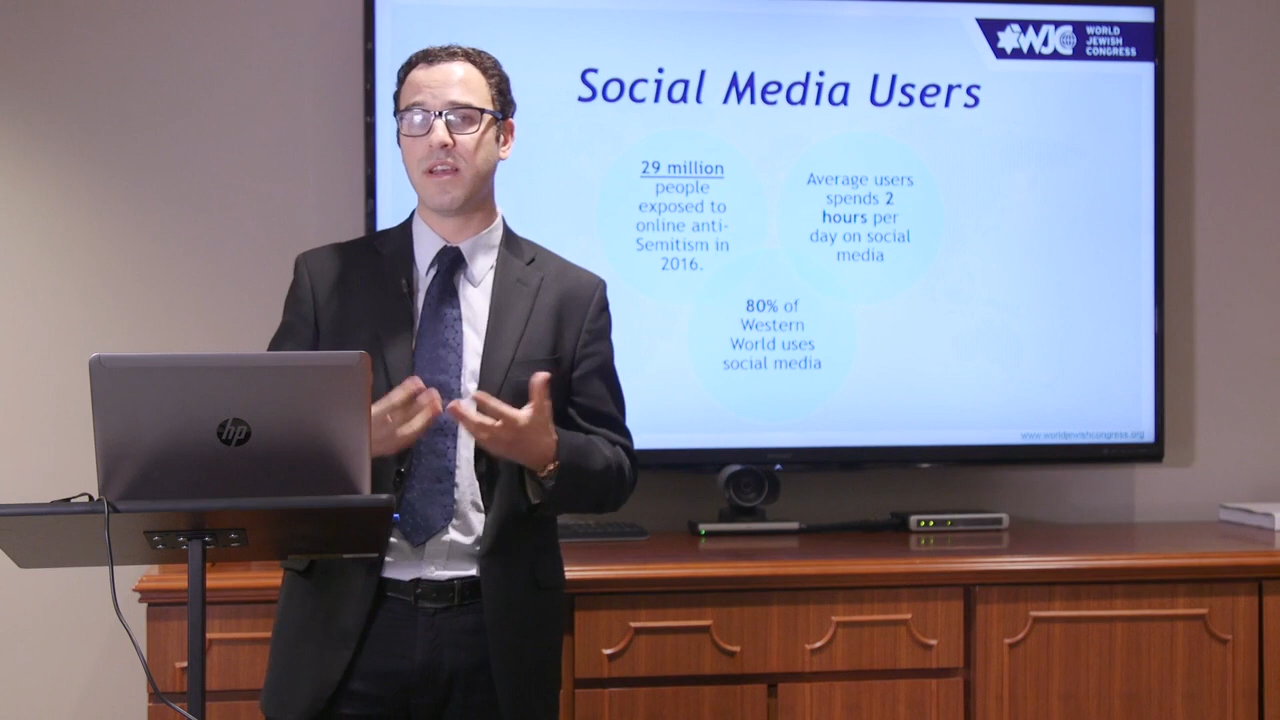 WJC
WORLD
JEWISH
CONGRESS
Social Media Users
29 million
people
exposed to
online anti-
Semitism in
2016.
Average users
spends 2
hours per
day on social
media
80% of
Western
World uses
social media
www.worldjewishcongress.org
hp